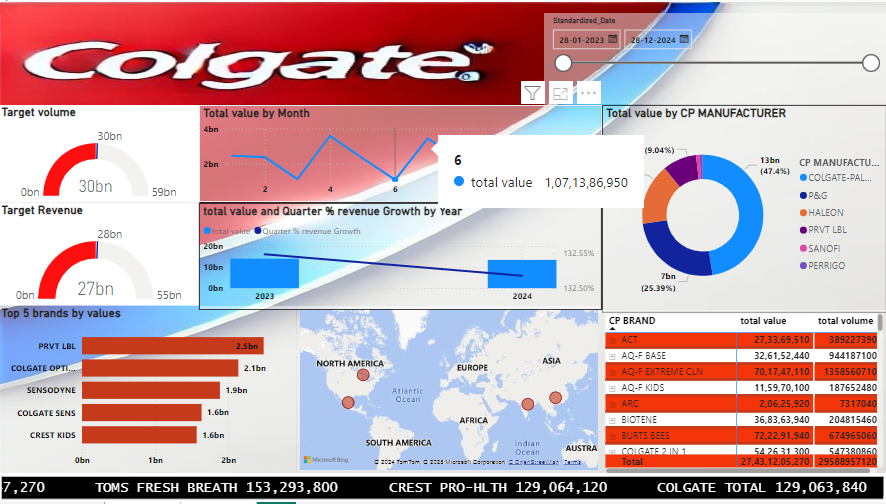 Colgate
Standardized_Date
28-01-2023 28-12-2024
Target volume
30bn
30bn
0bn 59bn
Target Revenue
28bn
27bn
0bn 55bn
Total value by Month
4bn
2bn
2 4 6
6
total value 1,07,13,86,950
total value and Quarter % revenue Growth by Year
total value Quarter % revenue Growth
20bn
10bn
0bn
132.55%
132.50%
2023 2024
Total value by CP MANUFACTURER
(9.04%)
13bn
(47.4%)
7bn
(25.39%)
CP MANUFACTU...
COLGATE-PAL...
P&G
HALEON
PRVT LBL
SANOFI
PERRIGO
Top 5 brands by values
PRVT LBL 2.5bn
COLGATE OPTI... 2.1bn
SENSODYNE 1.9bn
COLGATE SENS 1.6bn
CREST KIDS 1.6bn
0bn 1bn 2bn
NORTH AMERICA
EUROPE
ASIA
Atlantic
Ocean
AFRICA
SOUTH AMERICA
Indian
Ocean
AUSTRA
Microsoft Bing
© 2024 TomTom, © 2025 Microsoft Corporation, © OpenStreetMap Terms
CP BRAND total value total volume
ACT 27,33,69,510 389227390
AQ-F BASE 32,61,52,440 944187100
AQ-F EXTREME CLN 70,17,47,110 1358560710
AQ-F KIDS 11,59,70,100 187652480
ARC 2,06,25,920 7317040
BIOTENE 36,83,63,940 204815460
BURTS BEES 72,22,91,940 674965060
COLGATE 2 IN 1 54,26,31,300 547380860
Total 27,43,12,05,270 29588957120
7,270 TOMS FRESH BREATH 153,293,800 CREST PRO-HLTH 129,064,120 COLGATE TOTAL 129,063,840